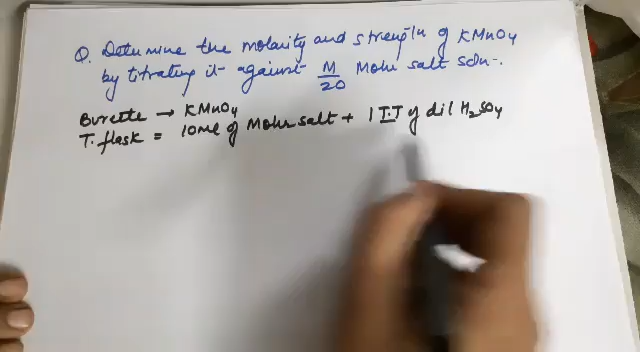 Q. Determine the molarity and strength of KMnO4
by titrating it against M/20 Mohr salt soln.
Burette → KMnO4
T. flask = 10ml of Mohr salt + 1 T.T of dil H2SO4